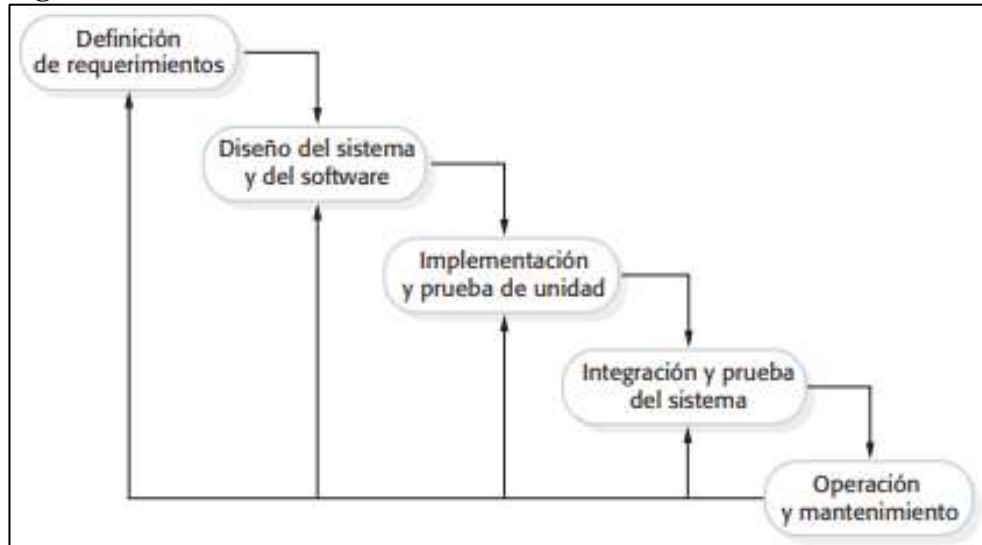 Definición
de requerimientos
Diseño del sistema
y del software
Implementación
y prueba de unidad
Integración y prueba
del sistema
Operación
y mantenimiento